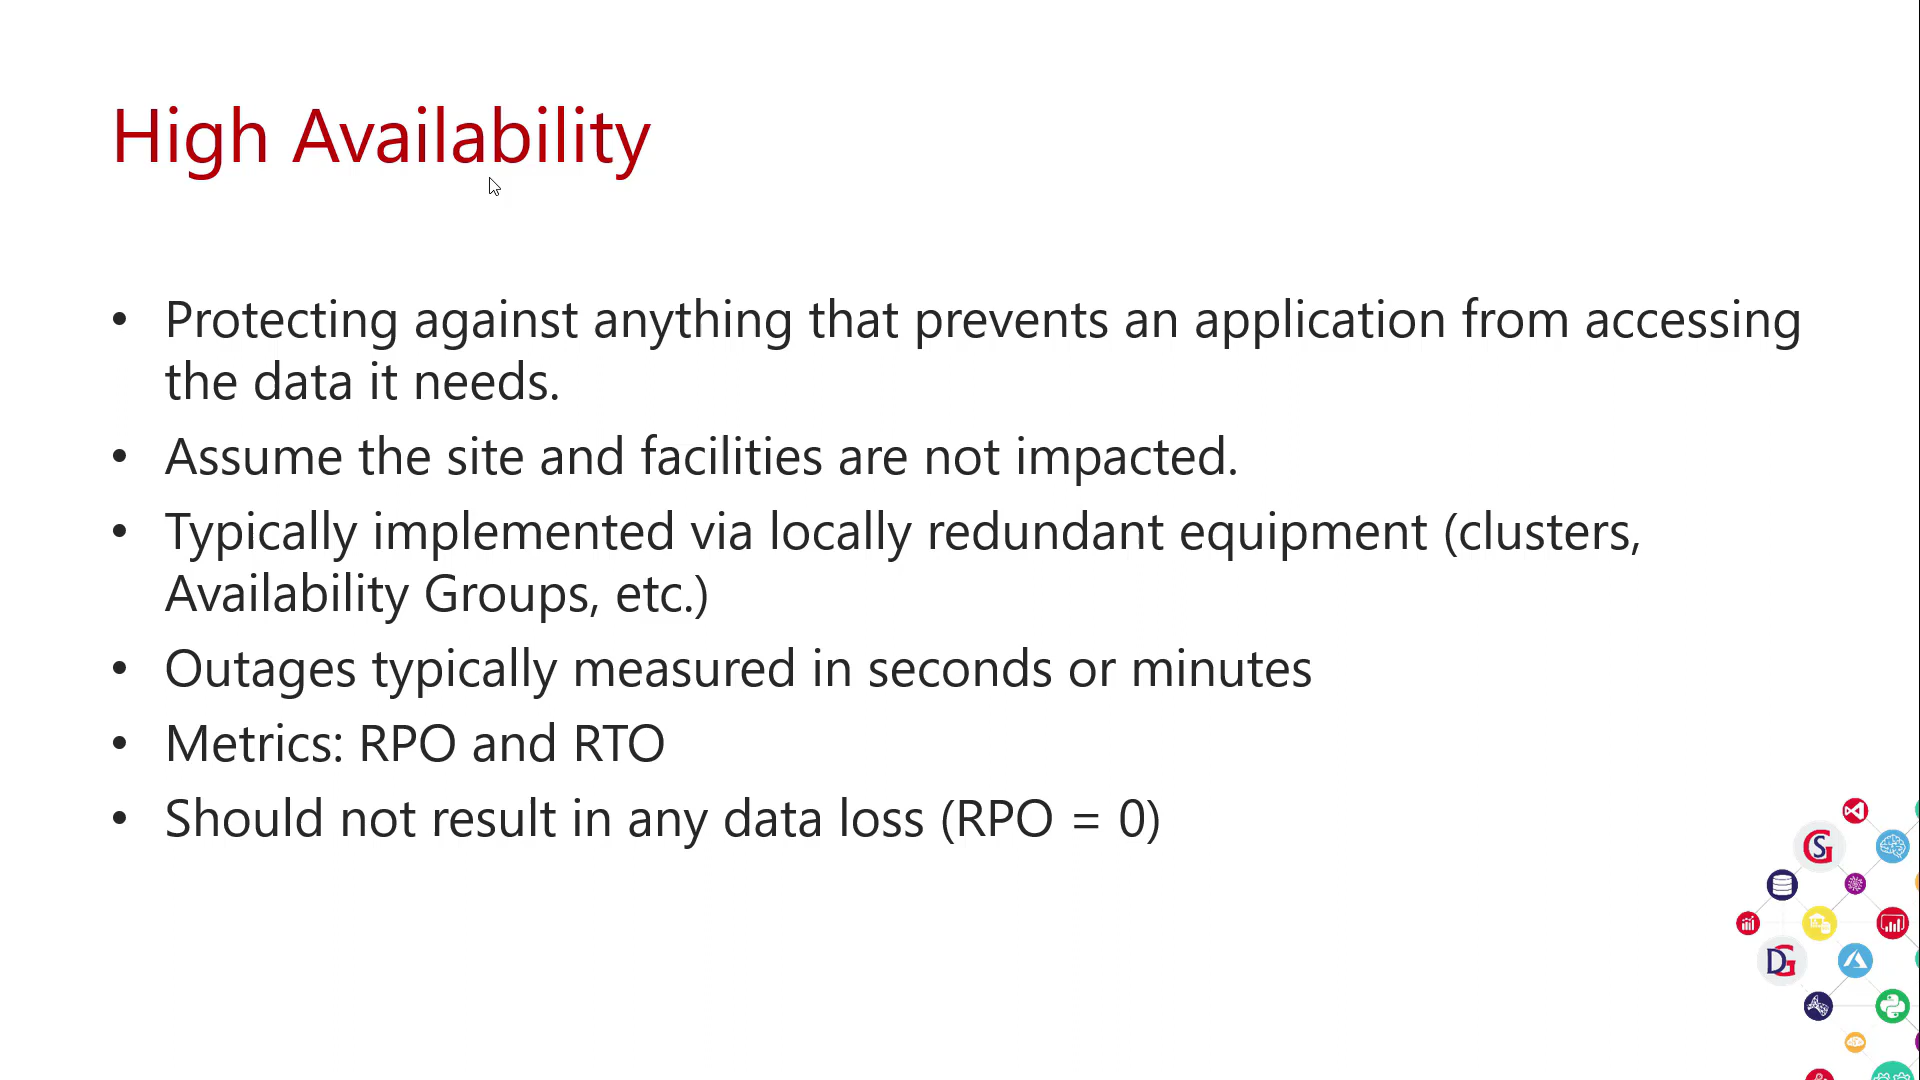 High Availability
• Protecting against anything that prevents an application from accessing
the data it needs.
• Assume the site and facilities are not impacted.
• Typically implemented via locally redundant equipment (clusters,
Availability Groups, etc.)
• Outages typically measured in seconds or minutes
• Metrics: RPO and RTO
• Should not result in any data loss (RPO = 0)
SG
DG